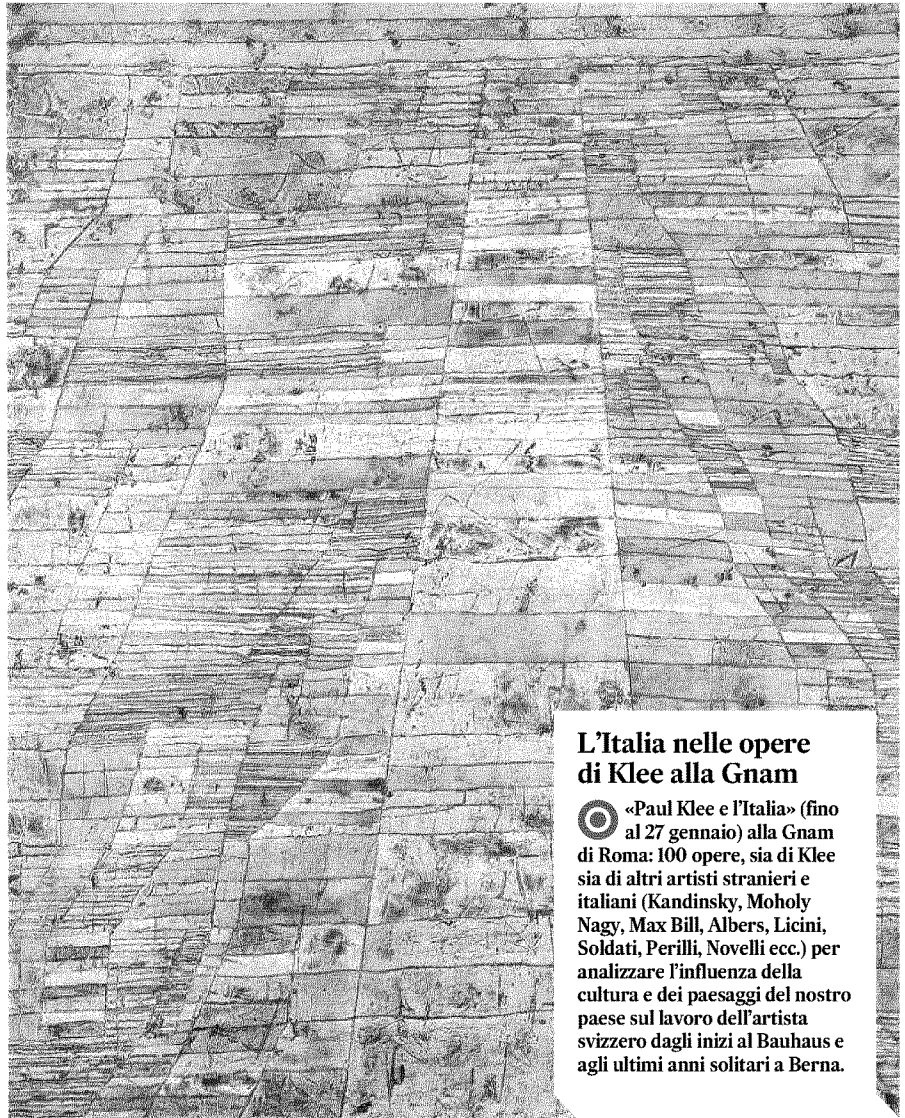 L’Italia nelle opere
di Klee alla Gnam
«Paul Klee e l’Italia» (fino
al 27 gennaio) alla Gnam
di Roma: 100 opere, sia di Klee
sia di altri artisti stranieri e
italiani (Kandinsky, Moholy
Nagy, Max Bill, Albers, Licini,
Soldati, Perilli, Novelli ecc.) per
analizzare l’influenza della
cultura e dei paesaggi del nostro
paese sul lavoro dell’artista
svizzero dagli inizi al Bauhaus e
agli ultimi anni solitari a Berna.